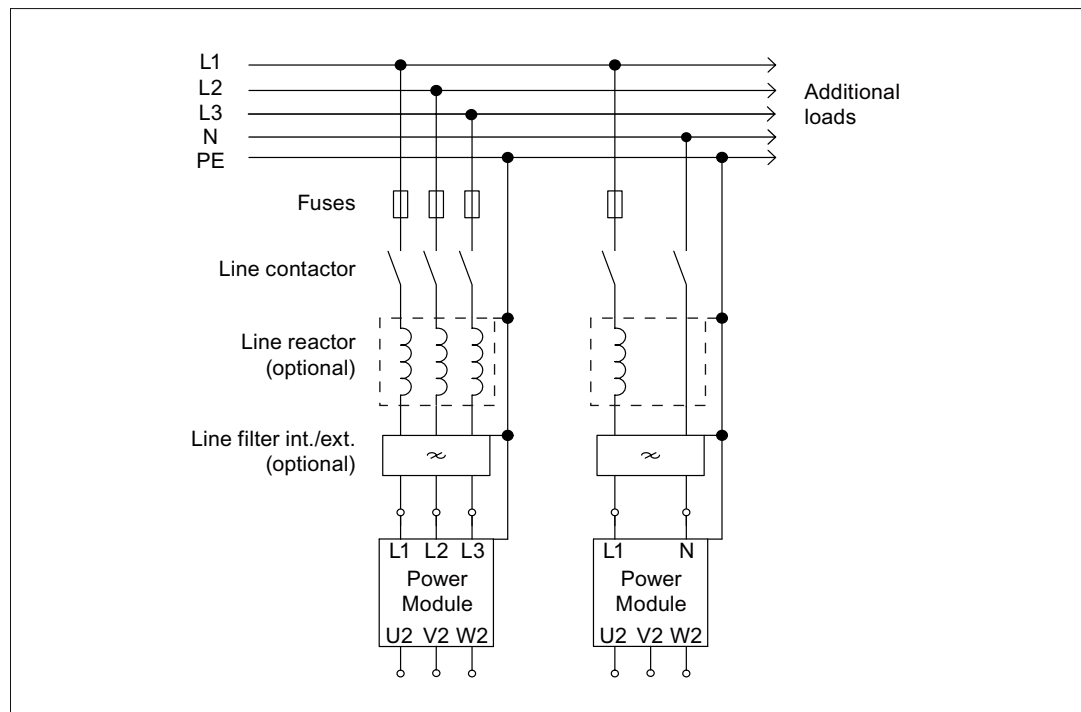 L1
L2
L3
N
PE
Additional
loads
Fuses
Line contactor
Line reactor
(optional)
Line filter int./ext.
(optional)
L1 L2 L3
Power
Module
U2 V2 W2
L1 N
Power
Module
U2 V2 W2